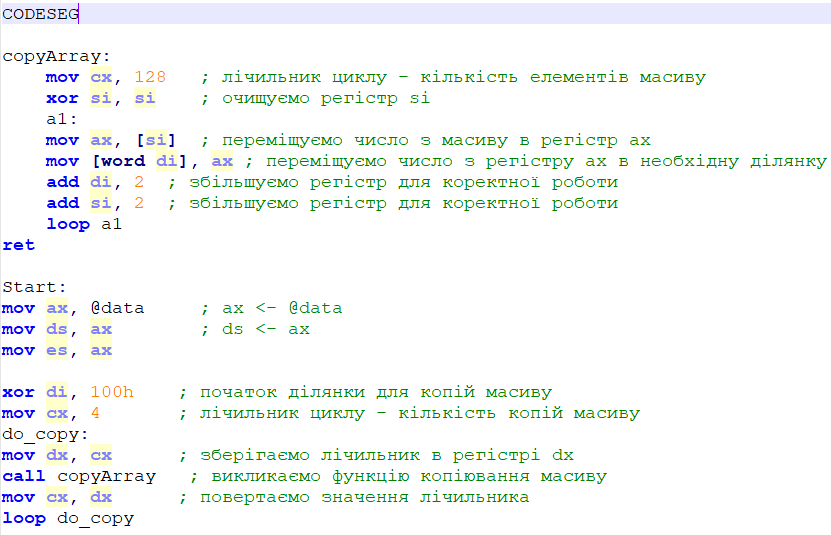 CODESEG
copyArray:
mov cx, 128 ; лічильник циклу - кількість елементів масиву
xor si, si ; очищуємо регістр si
a1:
mov ax, [si] ; переміщуємо число з масиву в регістр ax
mov [word di], ax ; переміщуємо число з регістру ax в необхідну ділянку
add di, 2 ; збільшуємо регістр для коректної роботи
add si, 2 ; збільшуємо регістр для коректної роботи
loop a1
ret
Start:
mov ax, @data ; ax <- @data
mov ds, ax ; ds <- ax
mov es, ax
xor di, 100h ; початок ділянки для копій масиву
mov cx, 4 ; лічильник циклу - кількість копій масиву
do_copy:
mov dx, cx ; зберігаємо лічильник в регістрі dx
call copyArray ; викликаємо функцію копіювання масиву
mov cx, dx ; повертаємо значення лічильника
loop do_copy